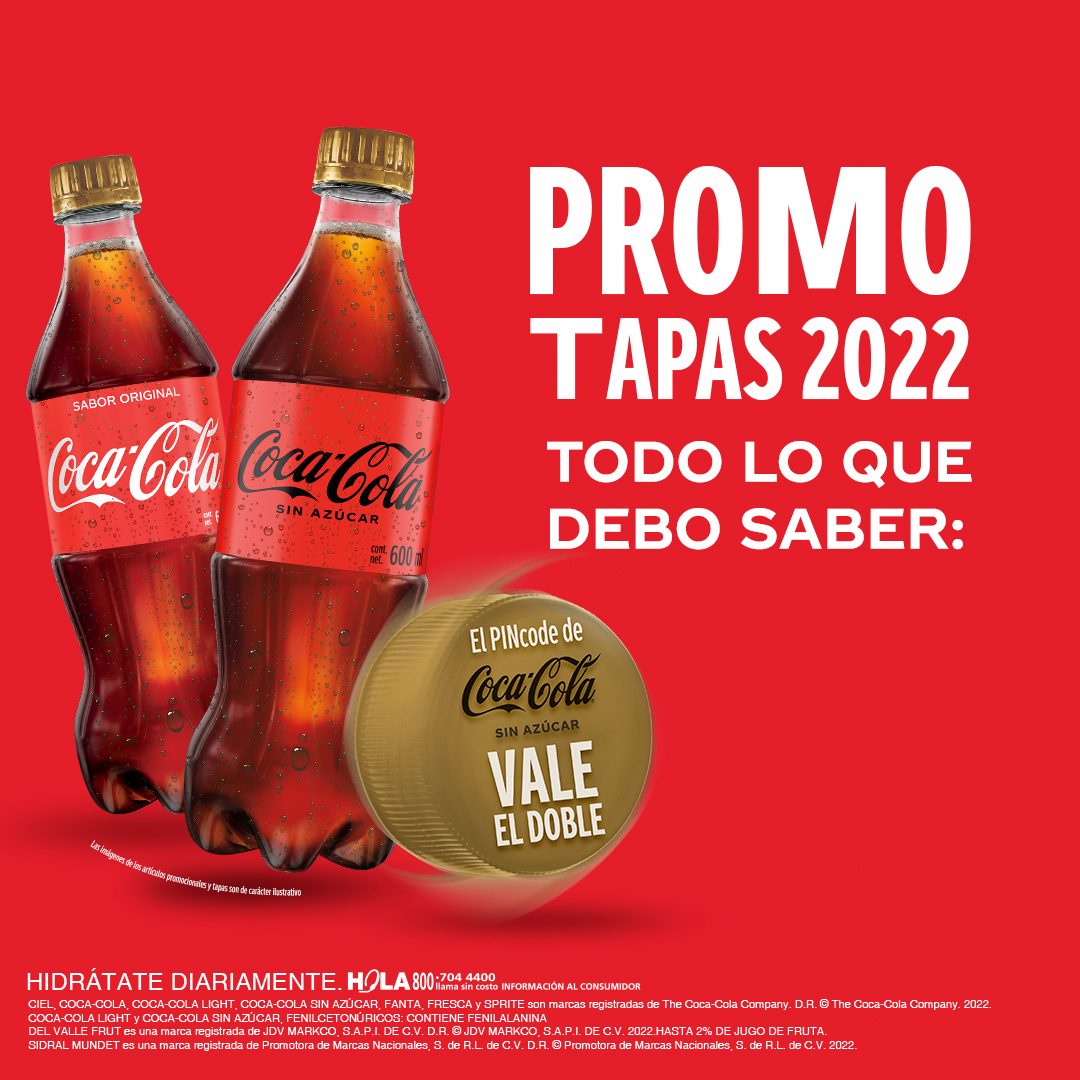 PROMO
TAPAS 2022
TODO LO QUE
DEBO SABER:
SABOR ORIGINAL
Coca-Cola
cont.
net. 6
Coca-Cola
SIN AZÚCAR
cont.
net. 600 ml
El PINcode de
Coca-Cola
SIN AZÚCAR
VALE
EL DOBLE
Las imágenes de los artículos promocionales y tapas son de carácter ilustrativo
HIDRÁTATE DIARIAMENTE. HOLA 800·704 4400
llama sin costo INFORMACIÓN AL CONSUMIDOR
CIEL, COCA-COLA, COCA-COLA LIGHT, COCA-COLA SIN AZÚCAR, FANTA, FRESCA y SPRITE son marcas registradas de The Coca-Cola Company. D.R. © The Coca-Cola Company. 2022.
COCA-COLA LIGHT y COCA-COLA SIN AZÚCAR, FENILCETONÚRICOS: CONTIENE FENILALANINA
DEL VALLE FRUT es una marca registrada de JDV MARKCO, S.A.P.I. DE C.V. D.R. © JDV MARKCO, S.A.P.I. DE C.V. 2022.HASTA 2% DE JUGO DE FRUTA.
SIDRAL MUNDET es una marca registrada de Promotora de Marcas Nacionales, S. de R.L. de C.V. D.R. © Promotora de Marcas Nacionales, S. de R.L. de C.V. 2022.